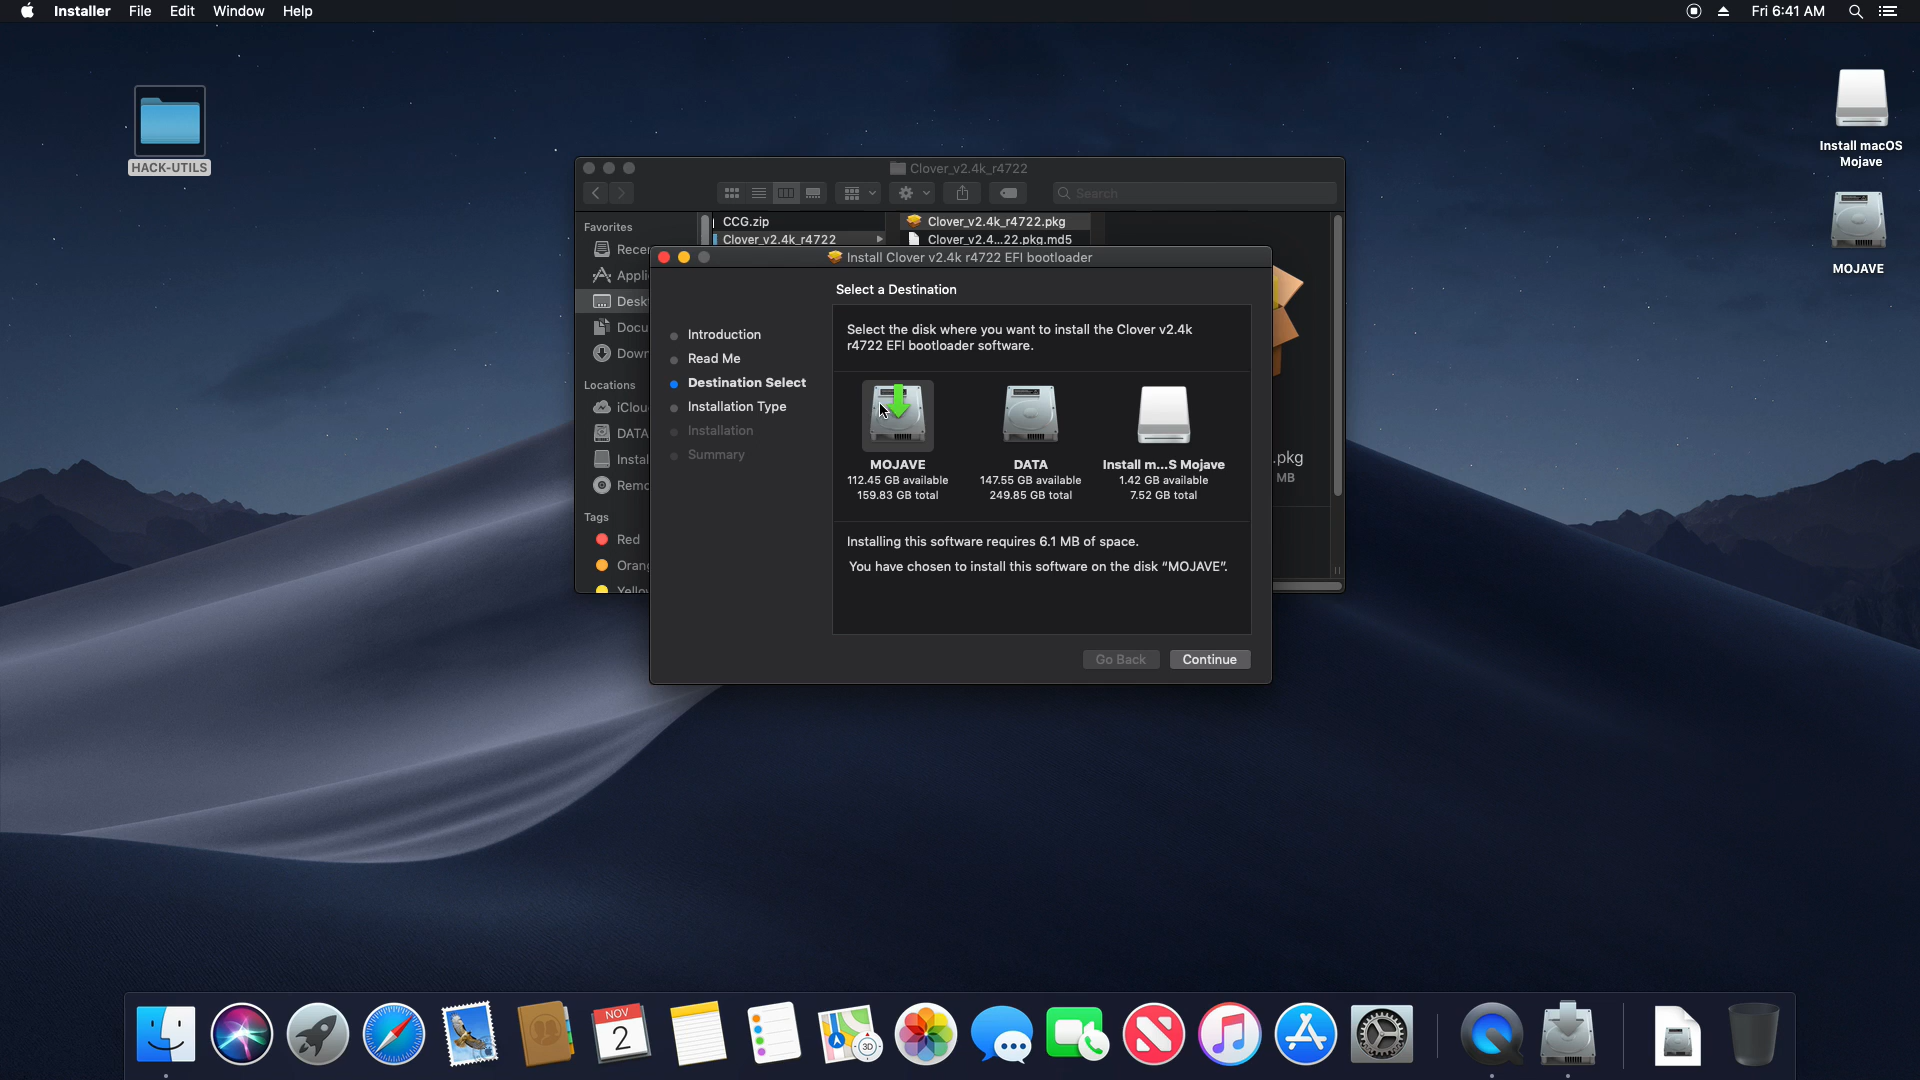 Installer File Edit Window Help
Fri 6:41 AM
HACK-UTILS
Install macOS
Mojave
MOJAVE
Clover_v2.4k_r4722
Search
Favorites
Rece
Appli
Desk
Docu
Down
Locations
iClou
DATA
Instal
Remo
Tags
Red
Orang
Yellow
CCG.zip
Clover_v2.4k_r4722
Clover_v2.4k_r4722.pkg
Clover_v2.4...22.pkg.md5
.pkg
MB
Install Clover v2.4k r4722 EFI bootloader
Select a Destination
Introduction
Read Me
Destination Select
Installation Type
Installation
Summary
Select the disk where you want to install the Clover v2.4k
r4722 EFI bootloader software.
MOJAVE
112.45 GB available
159.83 GB total
DATA
147.55 GB available
249.85 GB total
Install m...S Mojave
1.42 GB available
7.52 GB total
Installing this software requires 6.1 MB of space.
You have chosen to install this software on the disk “MOJAVE”.
Go Back
Continue
NOV
2
3D